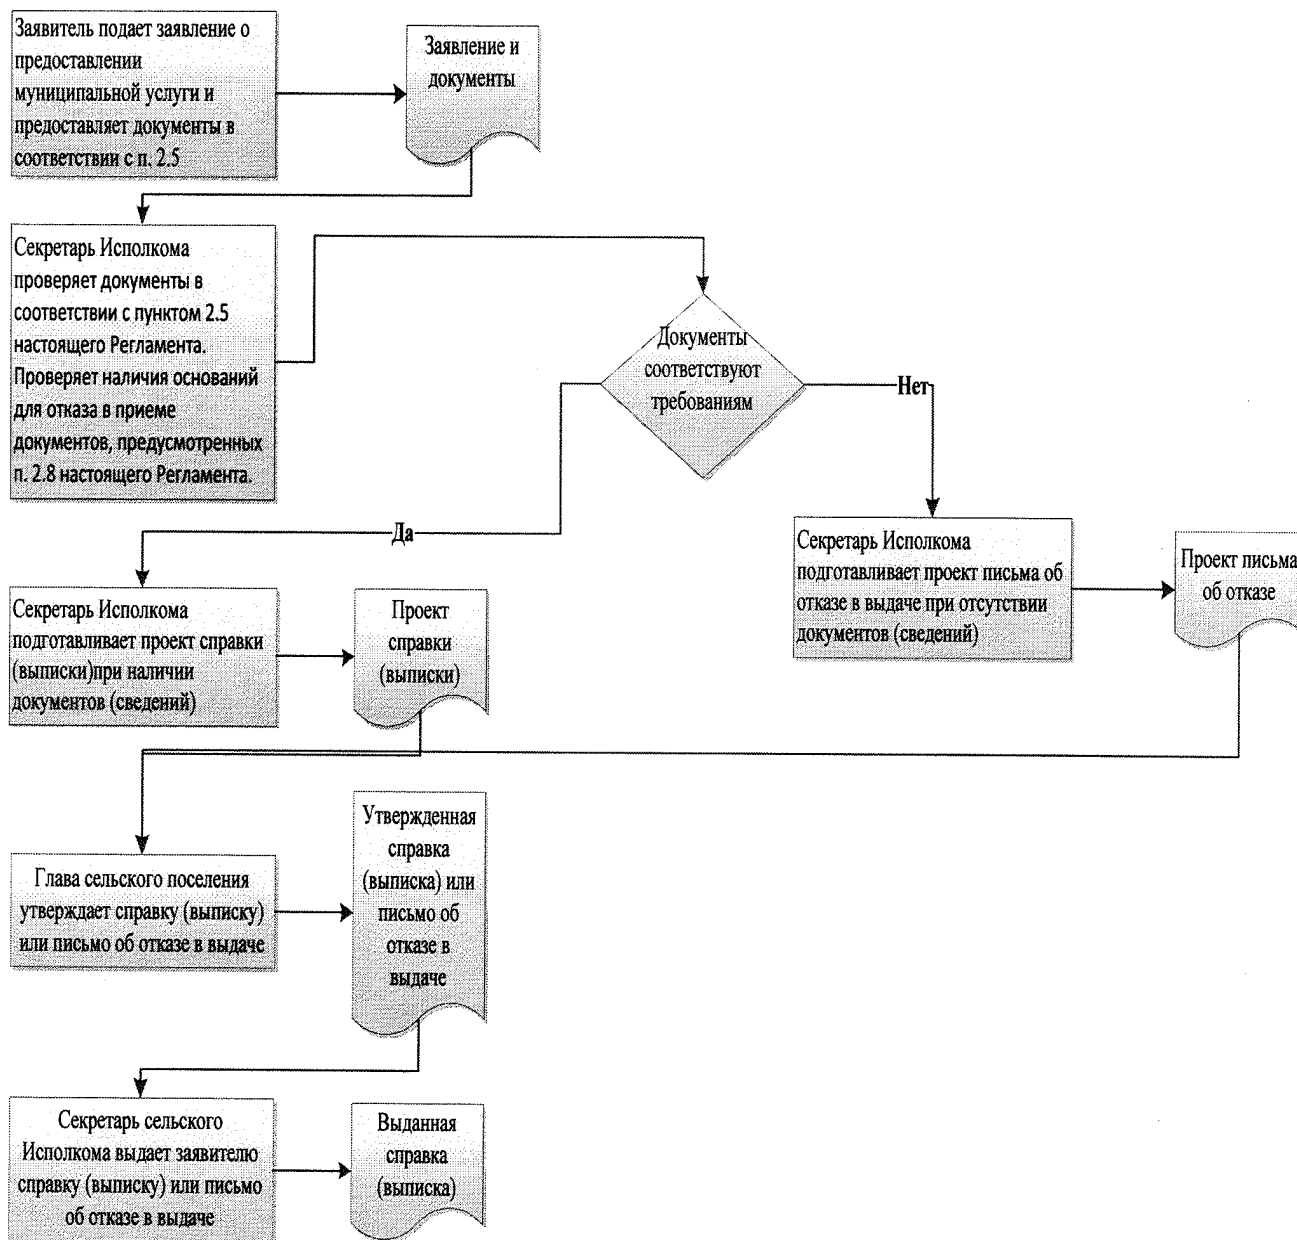 Заявитель подает заявление о
предоставлении
муниципальной услуги и
предоставляет документы в
соответствии с п. 2.5
Заявление и
документы
Секретарь Исполкома
проверяет документы в
соответствии с пунктом 2.5
настоящего Регламента.
Проверяет наличия оснований
для отказа в приеме
документов, предусмотренных
п. 2.8 настоящего Регламента.
Документы
соответствуют
требованиям
Нет
Да
Секретарь Исполкома
подготавливает проект письма об
отказе в выдаче при отсутствии
документов (сведений)
Проект письма
об отказе
Секретарь Исполкома
подготавливает проект справки
(выписки)при наличии
документов (сведений)
Проект
справки
(выписки)
Глава сельского поселения
утверждает справку (выписку)
или письмо об отказе в выдаче
Утвержденная
справка
(выписка) или
письмо об
отказе в
выдаче
Секретарь сельского
Исполкома выдает заявителю
справку (выписку) или письмо
об отказе в выдаче
Выданная
справка
(выписка)